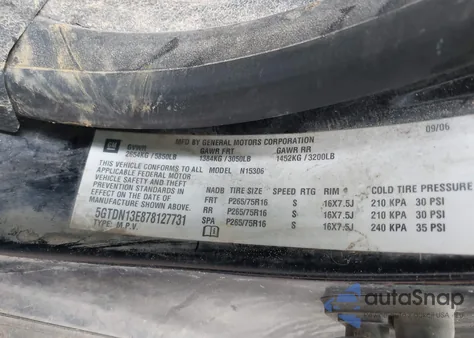 09/06
MFD BY GENERAL MOTORS CORPORATION
GM
GVWR GAWR FRT GAWR RR
2654KG / 5850LB 1384KG / 3050LB 1452KG / 3200LB
THIS VEHICLE CONFORMS TO ALL MODEL N15306
APPLICABLE FEDERAL MOTOR
VEHICLE SAFETY AND THEFT NADB TIRE SIZE SPEED RTG RIM COLD TIRE PRESSURE
PREVENTION STANDARDS IN FRT P265/75R16 S 16X7.5J 210 KPA 30 PSI
EFFECT ON THE DATE OF RR P265/75R16 S 16X7.5J 210 KPA 30 PSI
MANUFACTURE SHOWN ABOVE. SPA P265/75R16 S 16X7.5J 240 KPA 35 PSI
5GTDN13E878127731
TYPE: M.P.V.
autoSnap